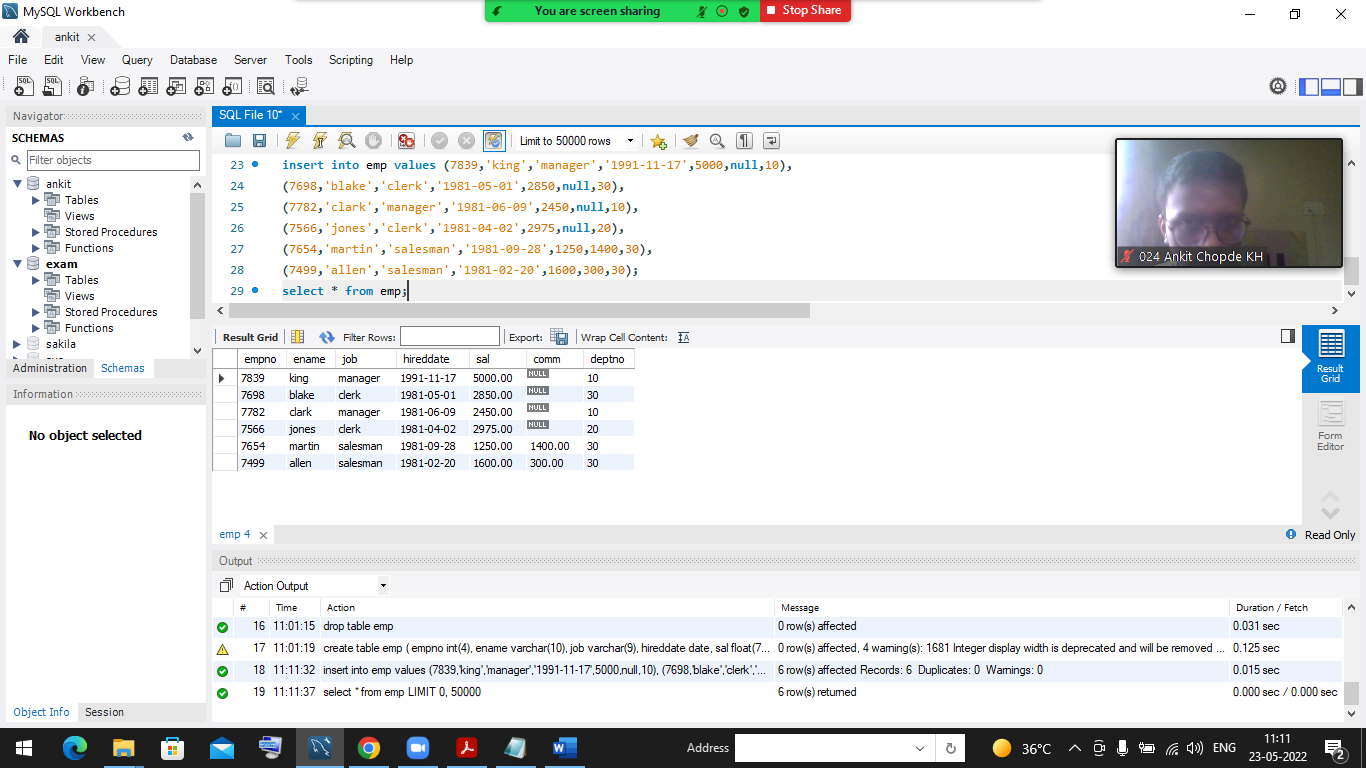 MySQL Workbench
You are screen sharing
Stop Share
ankit
File Edit View Query Database Server Tools Scripting Help
Navigator
SCHEMAS
Filter objects
ankit
Tables
Views
Stored Procedures
Functions
exam
Tables
Views
Stored Procedures
Functions
sakila
Administration Schemas
Information
No object selected
Object Info Session
SQL File 10*
Limit to 50000 rows
23 insert into emp values (7839,'king','manager','1991-11-17',5000,null,10),
24 (7698,'blake','clerk','1981-05-01',2850,null,30),
25 (7782,'clark','manager','1981-06-09',2450,null,10),
26 (7566,'jones','clerk','1981-04-02',2975,null,20),
27 (7654,'martin','salesman','1981-09-28',1250,1400,30),
28 (7499,'allen','salesman','1981-02-20',1600,300,30);
29 select * from emp;
024 Ankit Chopde KH
Result Grid Filter Rows: Export: Wrap Cell Content:
empno ename job hireddate sal comm deptno
7839 king manager 1991-11-17 5000.00 NULL 10
7698 blake clerk 1981-05-01 2850.00 NULL 30
7782 clark manager 1981-06-09 2450.00 NULL 10
7566 jones clerk 1981-04-02 2975.00 NULL 20
7654 martin salesman 1981-09-28 1250.00 1400.00 30
7499 allen salesman 1981-02-20 1600.00 300.00 30
Result
Grid
Form
Editor
emp 4
Read Only
Output
Action Output
# Time Action Message Duration / Fetch
16 11:01:15 drop table emp 0 row(s) affected 0.031 sec
17 11:01:19 create table emp ( empno int(4), ename varchar(10), job varchar(9), hireddate date, sal float(7... 0 row(s) affected, 4 warning(s): 1681 Integer display width is deprecated and will be removed ... 0.125 sec
18 11:11:32 insert into emp values (7839,'king','manager','1991-11-17',5000,null,10), (7698,'blake','clerk','... 6 row(s) affected Records: 6 Duplicates: 0 Warnings: 0 0.015 sec
19 11:11:37 select * from emp LIMIT 0, 50000 6 row(s) returned 0.000 sec / 0.000 sec
Address
36°C
ENG
11:11
23-05-2022
2